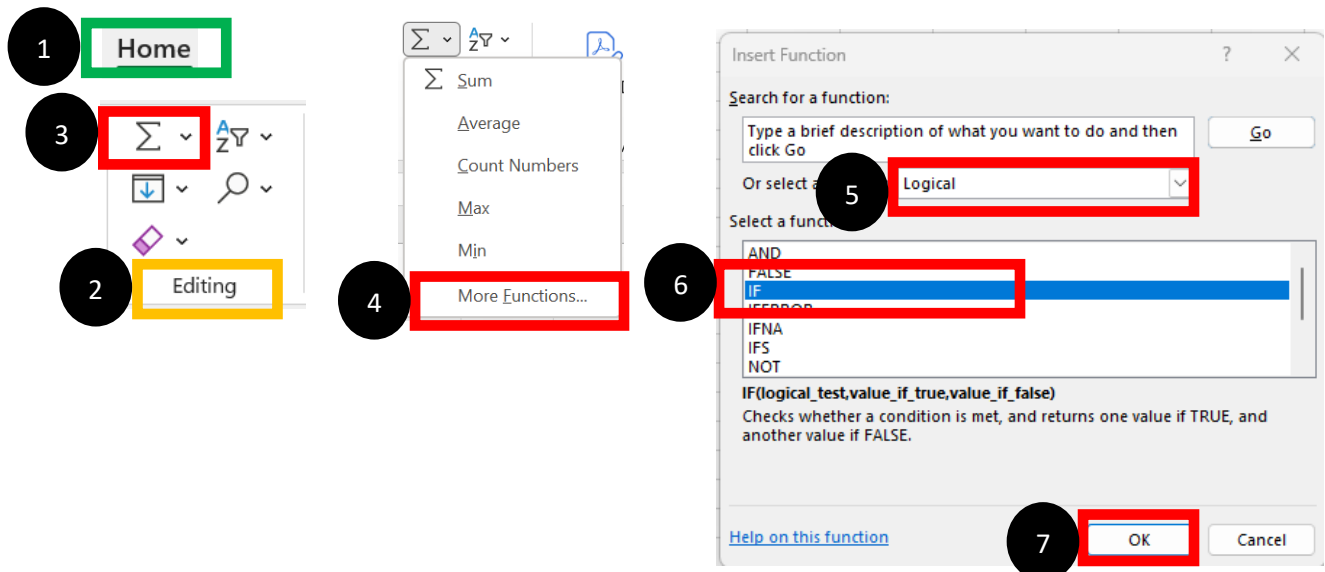 1
Home
3
2
Editing
Sum
Average
Count Numbers
Max
Min
4
More Functions...
Insert Function
Search for a function:
Type a brief description of what you want to do and then
click Go
Go
Or select a
5
Logical
Select a funct
AND
FALSE
6
IF
IFERROR
IFNA
IFS
NOT
IF(logical_test,value_if_true,value_if_false)
Checks whether a condition is met, and returns one value if TRUE, and
another value if FALSE.
Help on this function
7
OK
Cancel